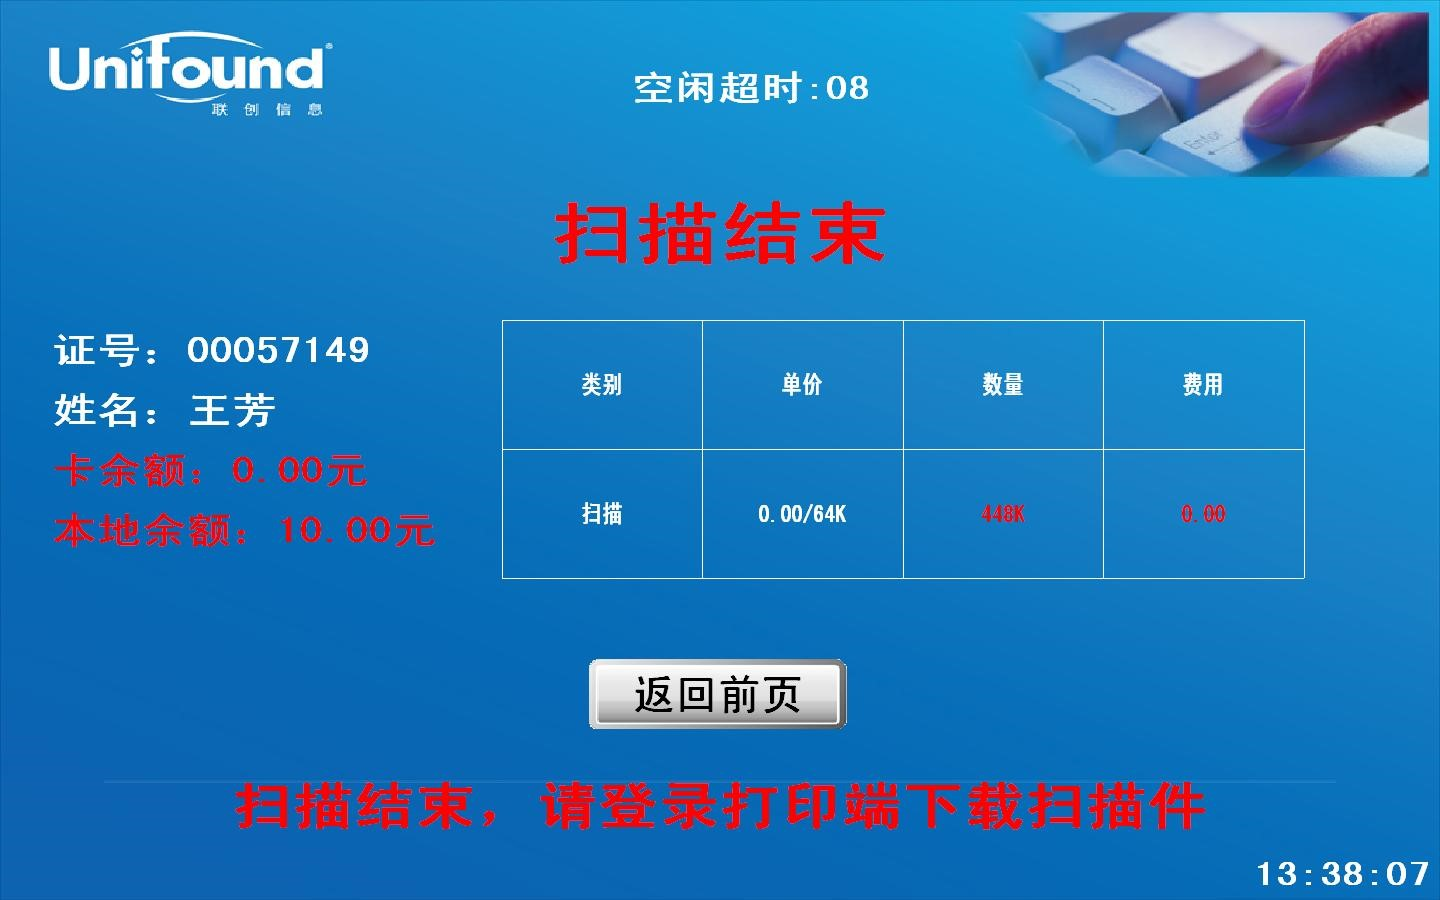 Unifound®
联创信息
空闲超时:08
Enter
扫描结束
证号：00057149
姓名：王芳
卡余额：0.00元
本地余额：10.00元
类别 单价 数量 费用
扫描 0.00/64K 448K 0.00
返回前页
扫描结束，请登录打印端下载扫描件
13:38:07